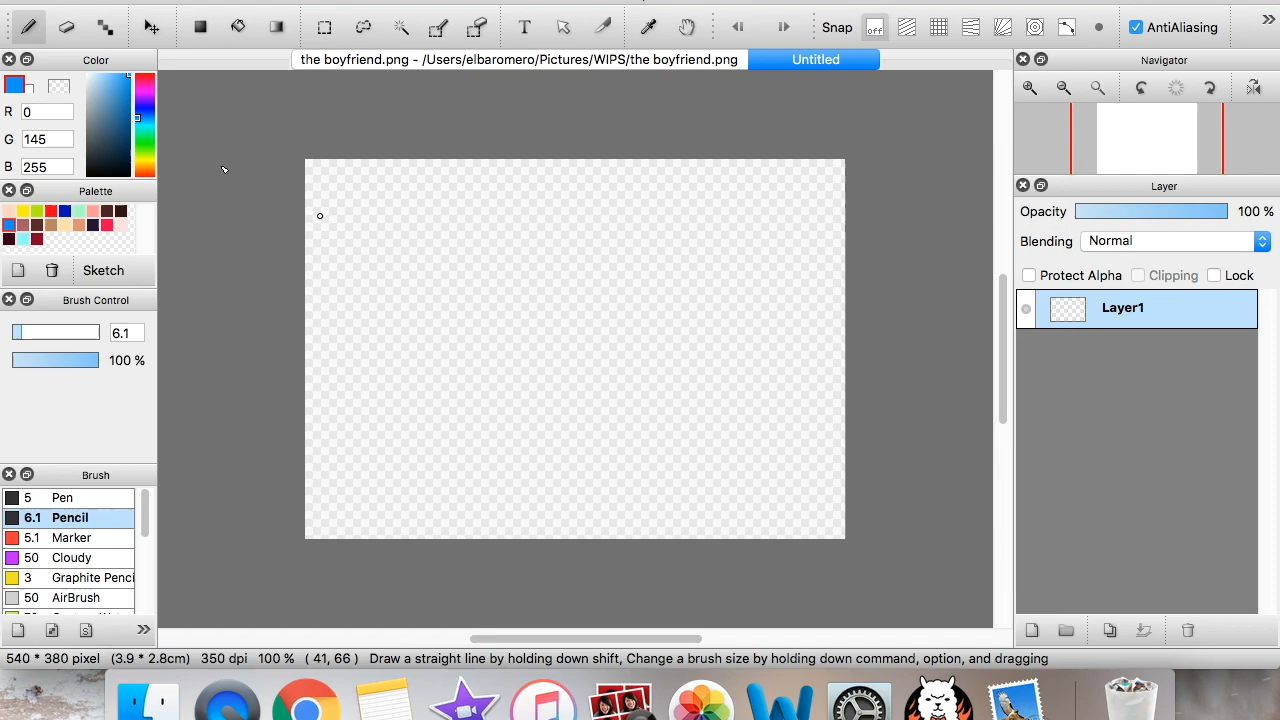 Snap
off
AntiAliasing
the boyfriend.png - /Users/elbaromero/Pictures/WIPS/the boyfriend.png
Untitled
Color
R 0
G 145
B 255
Palette
Sketch
Brush Control
6.1
100 %
Brush
5 Pen
6.1 Pencil
5.1 Marker
50 Cloudy
3 Graphite Penci
50 AirBrush
Navigator
Layer
Opacity 100 %
Blending Normal
Protect Alpha Clipping Lock
Layer1
540 * 380 pixel (3.9 * 2.8cm) 350 dpi 100 % ( 41, 66 ) Draw a straight line by holding down shift, Change a brush size by holding down command, option, and dragging